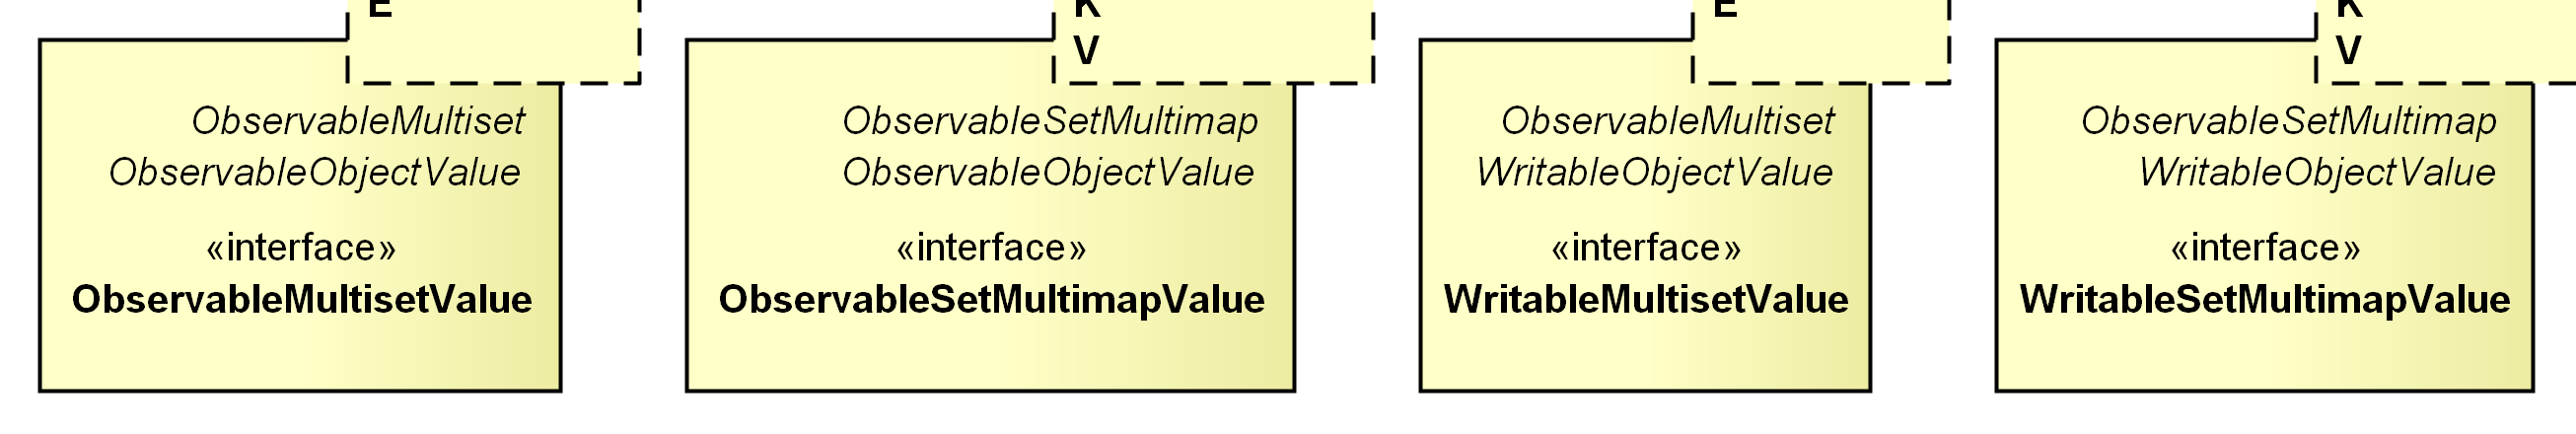 E
ObservableMultiset
ObservableObjectValue
«interface»
ObservableMultisetValue
K
V
ObservableSetMultimap
ObservableObjectValue
«interface»
ObservableSetMultimapValue
E
ObservableMultiset
WritableObjectValue
«interface»
WritableMultisetValue
K
V
ObservableSetMultimap
WritableObjectValue
«interface»
WritableSetMultimapValue